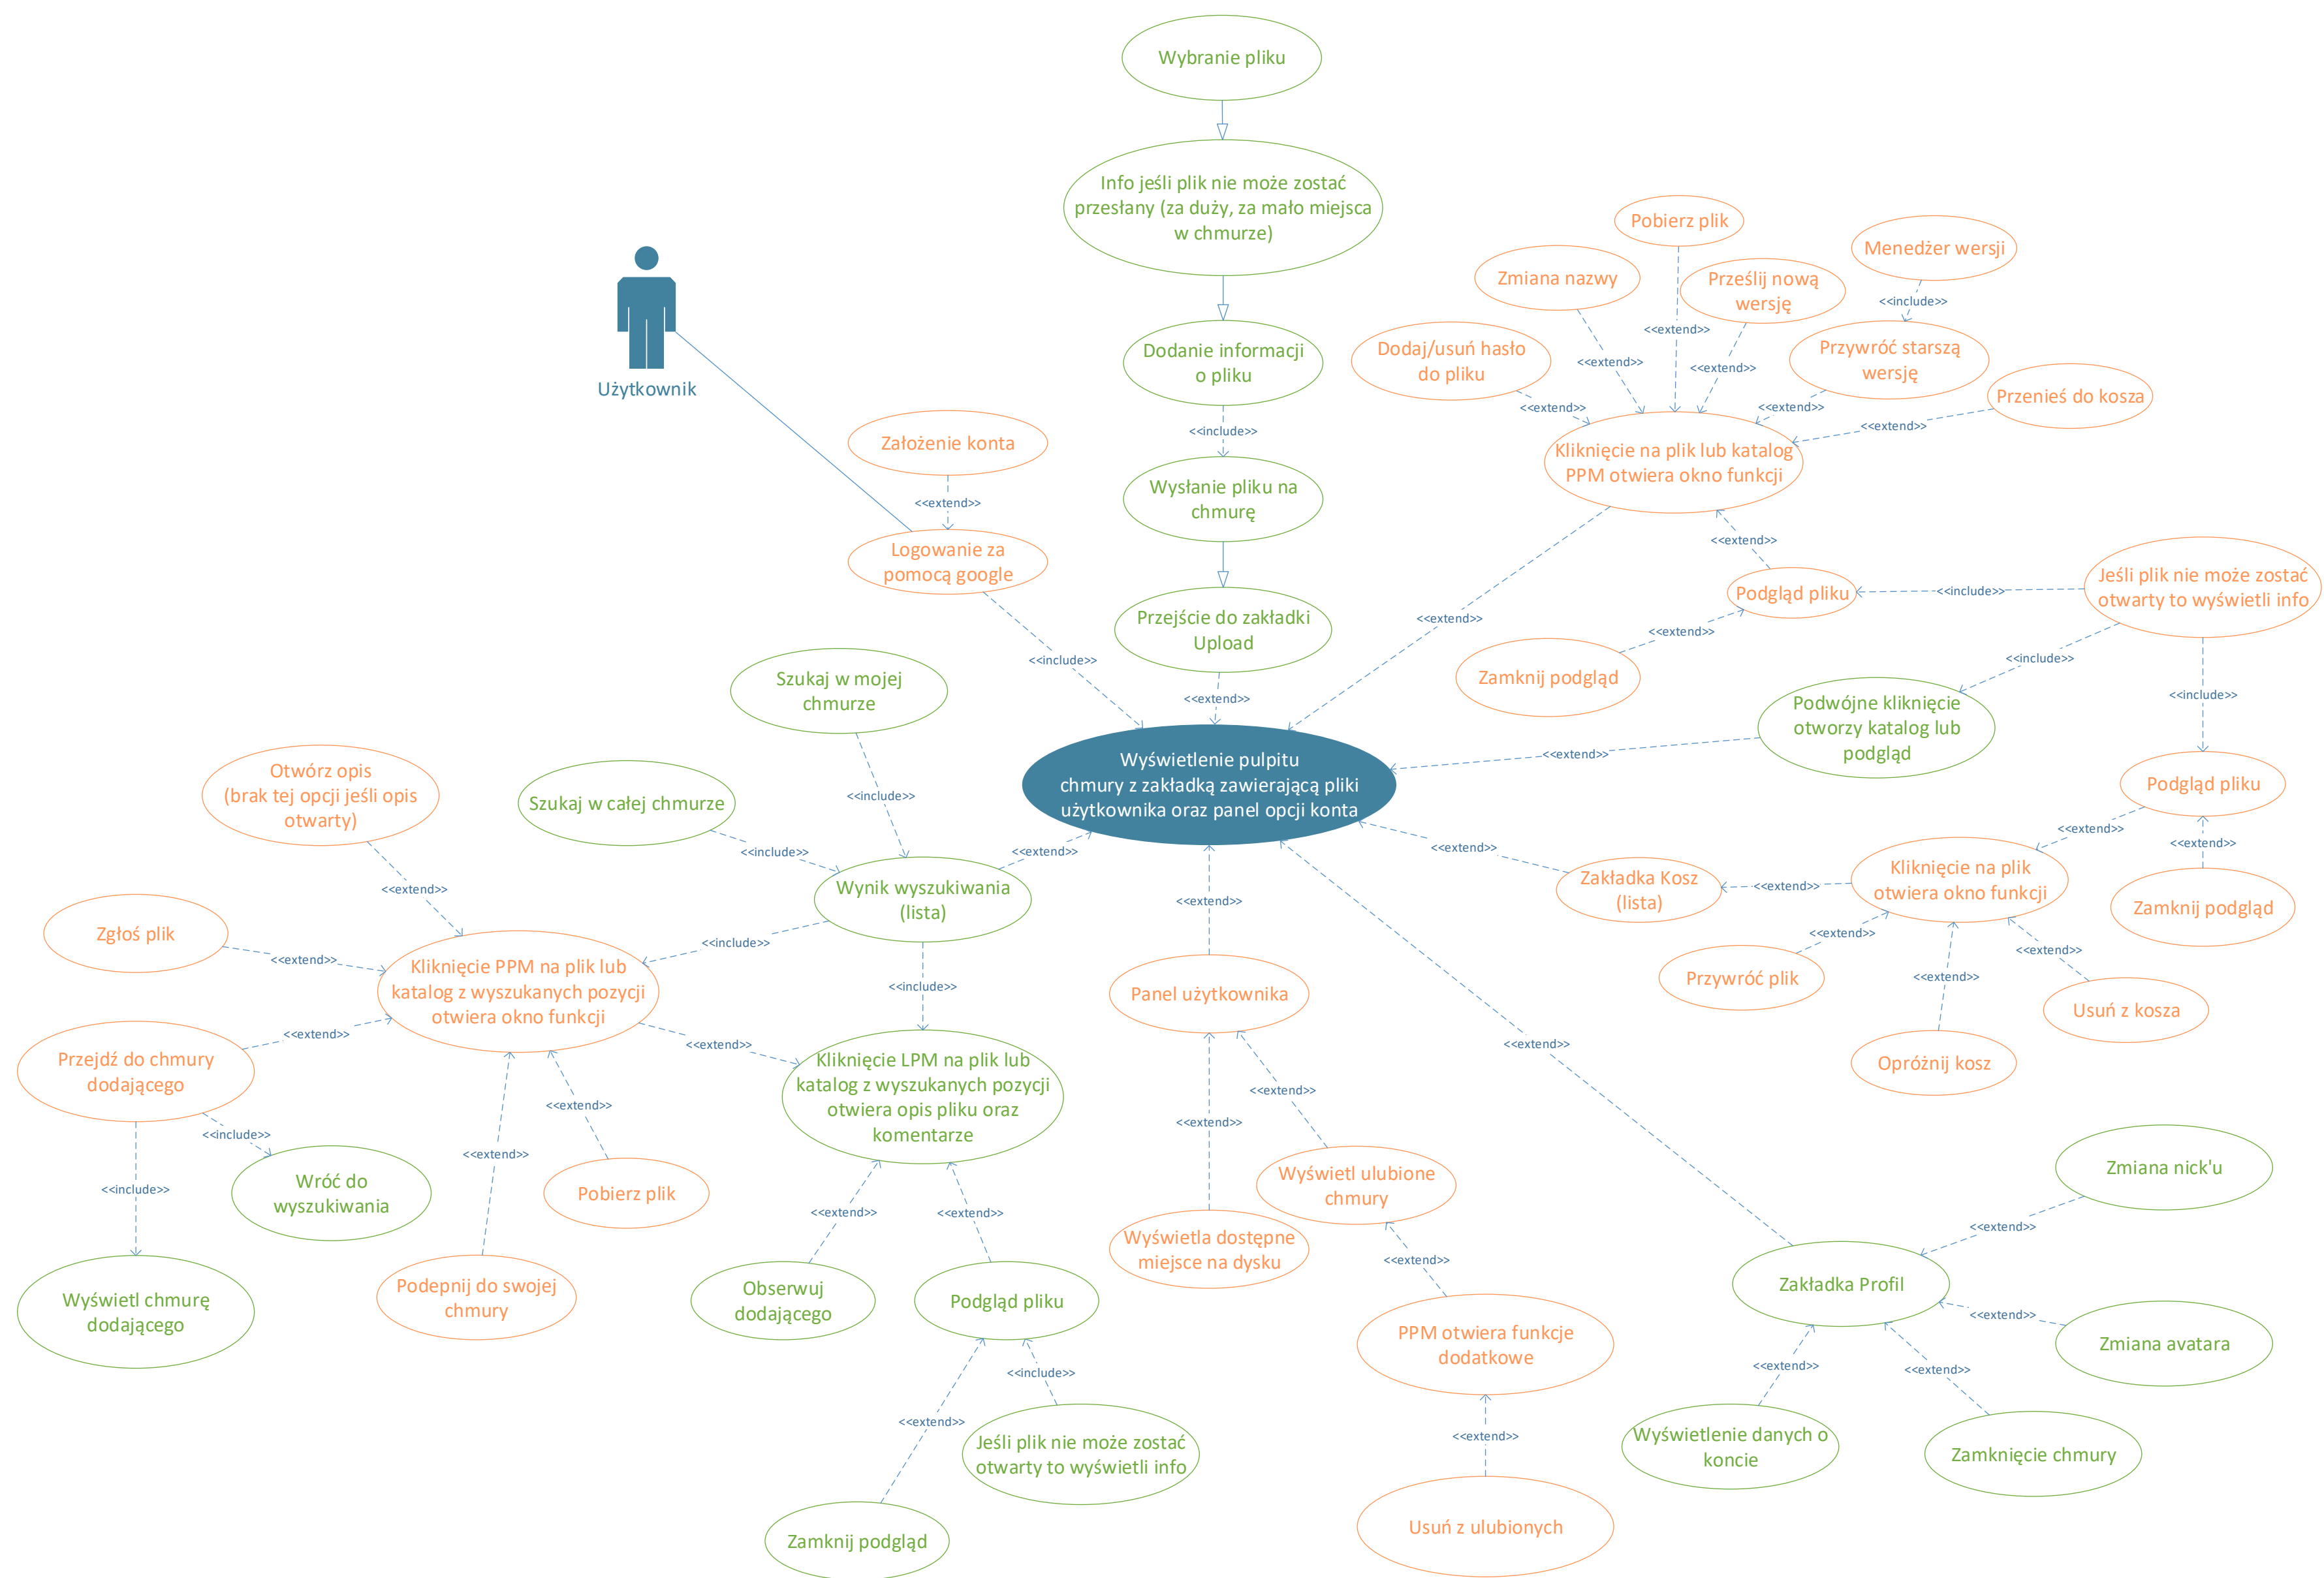 Wybranie pliku
Info jeśli plik nie może zostać
przesłany (za duży, za mało miejsca
w chmurze)
Dodanie informacji
o pliku
<<include>>
Wysłanie pliku na
chmurę
Przejście do zakładki
Upload
<<extend>>
Użytkownik
Założenie konta
<<extend>>
Logowanie za
pomocą google
<<include>>
Pobierz plik
<<extend>>
Zmiana nazwy
<<extend>>
Prześlij nową
wersję
<<extend>>
Menedżer wersji
<<include>>
Przywróć starszą
wersję
<<extend>>
Dodaj/usuń hasło
do pliku
<<extend>>
Przenieś do kosza
<<extend>>
Kliknięcie na plik lub katalog
PPM otwiera okno funkcji
<<extend>>
<<extend>>
Podgląd pliku
<<include>>
Jeśli plik nie może zostać
otwarty to wyświetli info
<<extend>>
Zamknij podgląd
<<include>>
<<include>>
Podwójne kliknięcie
otworzy katalog lub
podgląd
<<extend>>
Wyświetlenie pulpitu
chmury z zakładką zawierającą pliki
użytkownika oraz panel opcji konta
Podgląd pliku
<<extend>>
<<extend>>
Zamknij podgląd
Kliknięcie na plik
otwiera okno funkcji
<<extend>>
Zakładka Kosz
(lista)
<<extend>>
<<extend>>
Przywróć plik
<<extend>>
Opróżnij kosz
<<extend>>
Usuń z kosza
Szukaj w mojej
chmurze
<<include>>
Szukaj w całej chmurze
<<include>>
<<extend>>
Wynik wyszukiwania
(lista)
<<include>>
<<include>>
Otwórz opis
(brak tej opcji jeśli opis
otwarty)
<<extend>>
Zgłoś plik
<<extend>>
Kliknięcie PPM na plik lub
katalog z wyszukanych pozycji
otwiera okno funkcji
<<extend>>
Przejdź do chmury
dodającego
<<extend>>
<<include>>
Wróć do
wyszukiwania
<<include>>
Wyświetl chmurę
dodającego
<<extend>>
Podepnij do swojej
chmury
<<extend>>
Pobierz plik
Kliknięcie LPM na plik lub
katalog z wyszukanych pozycji
otwiera opis pliku oraz
komentarze
<<extend>>
Obserwuj
dodającego
<<extend>>
Podgląd pliku
<<include>>
Jeśli plik nie może zostać
otwarty to wyświetli info
<<extend>>
Zamknij podgląd
<<extend>>
Panel użytkownika
<<extend>>
Wyświetla dostępne
miejsce na dysku
<<extend>>
Wyświetl ulubione
chmury
<<extend>>
PPM otwiera funkcje
dodatkowe
<<extend>>
Usuń z ulubionych
<<extend>>
Zakładka Profil
Zmiana nick'u
<<extend>>
Zmiana avatara
<<extend>>
<<extend>>
Wyświetlenie danych o
koncie
<<extend>>
Zamknięcie chmury